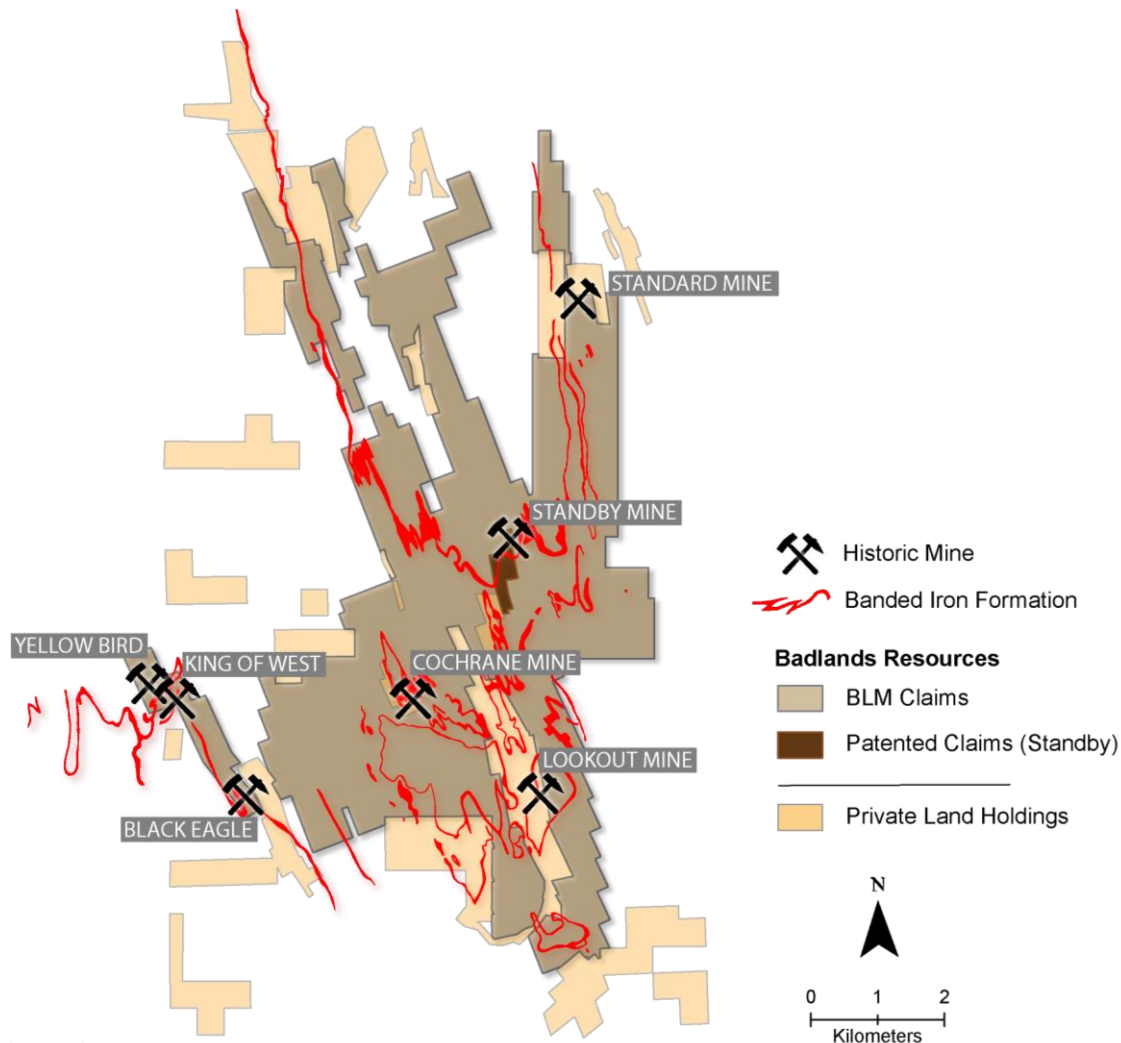 STANDARD MINE
STANDBY MINE
YELLOW BIRD
KING OF WEST
COCHRANE MINE
LOOKOUT MINE
BLACK EAGLE
Historic Mine
Banded Iron Formation
Badlands Resources
BLM Claims
Patented Claims (Standby)
Private Land Holdings
N
0 1 2
Kilometers